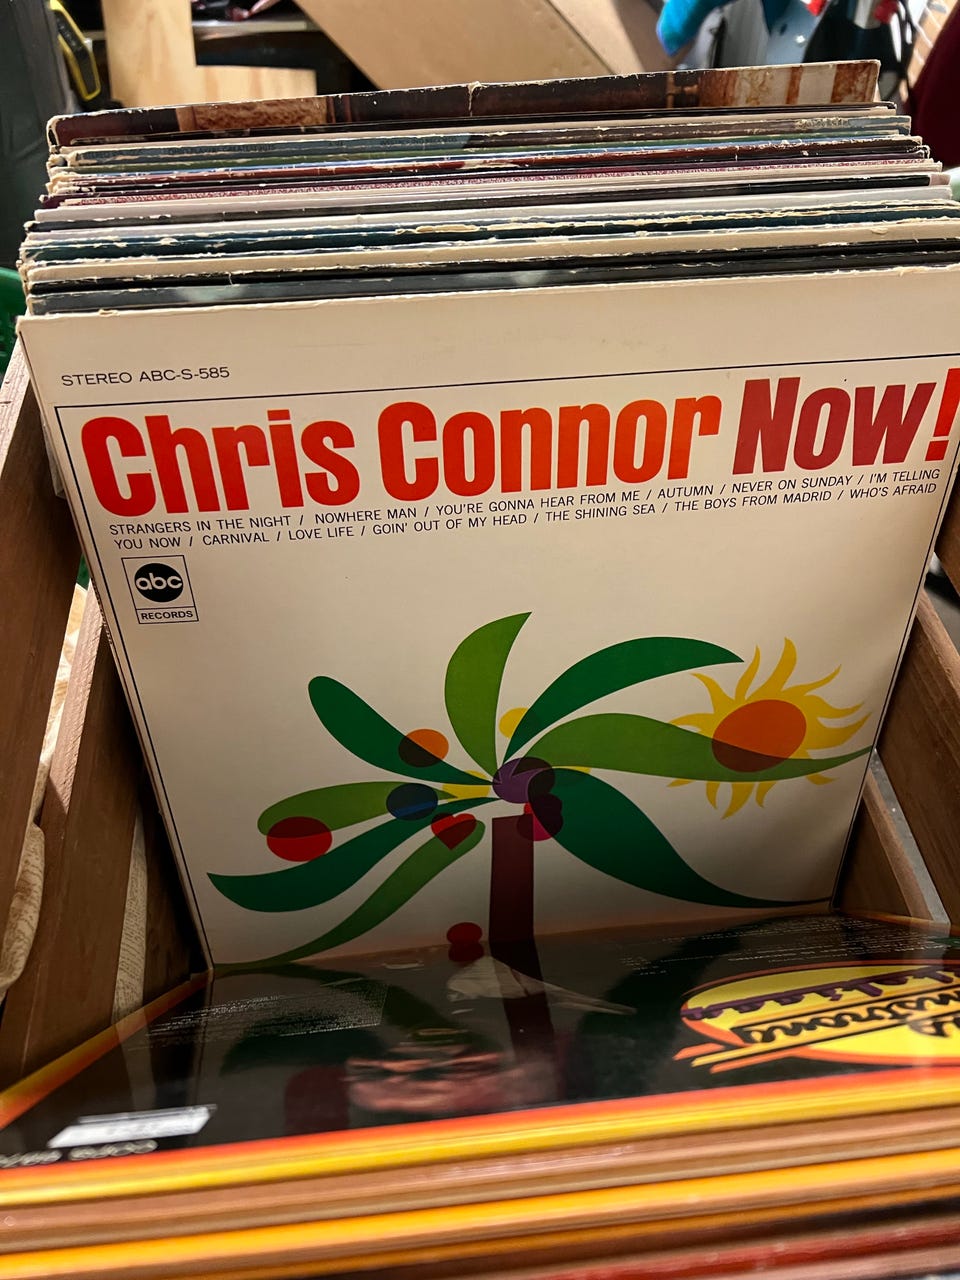 STEREO ABC-S-585
Chris Connor Now!
STRANGERS IN THE NIGHT / NOWHERE MAN / YOU'RE GONNA HEAR FROM ME / AUTUMN / NEVER ON SUNDAY / I'M TELLING
YOU NOW / CARNIVAL / LOVE LIFE / GOIN' OUT OF MY HEAD / THE SHINING SEA / THE BOYS FROM MADRID / WHO'S AFRAID
abc
RECORDS